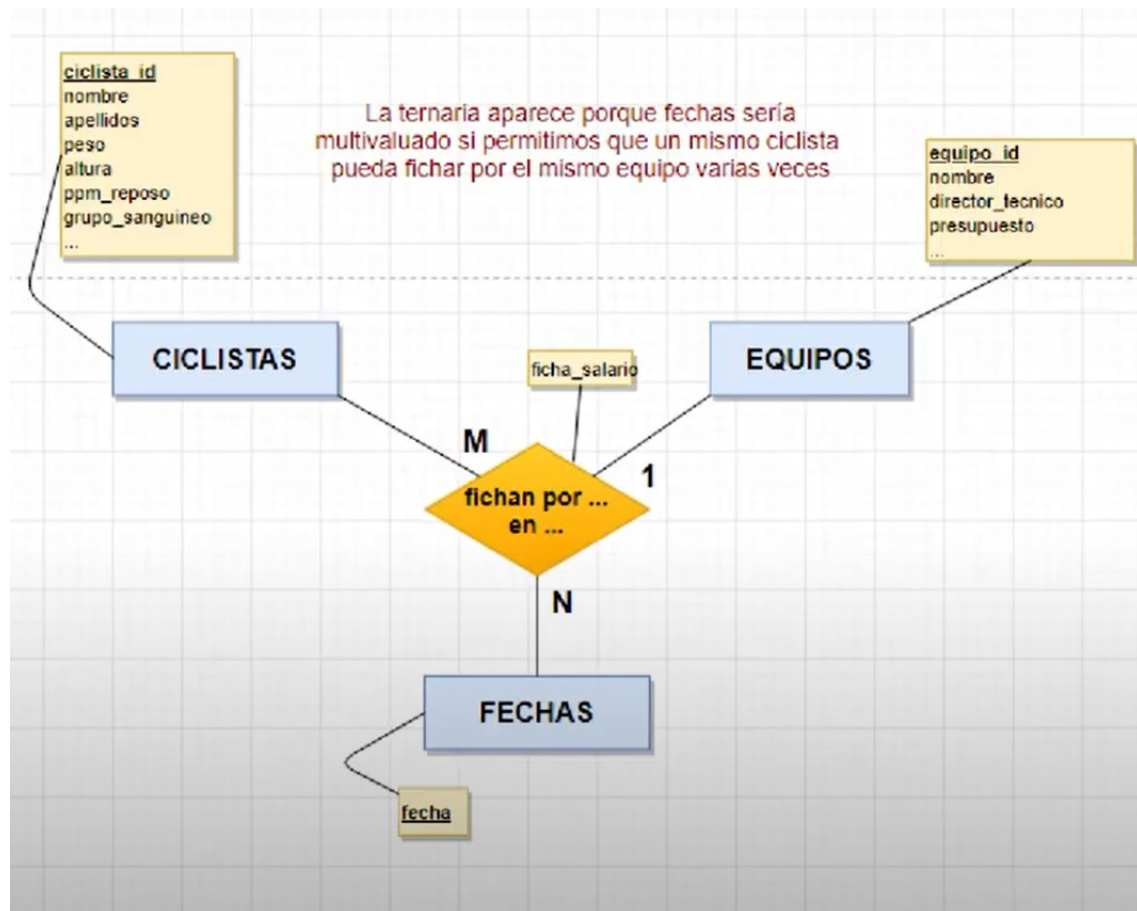 ciclista_id
nombre
apellidos
peso
altura
ppm_reposo
grupo_sanguineo
...
La ternaria aparece porque fechas sería
multivaluado si permitimos que un mismo ciclista
pueda fichar por el mismo equipo varias veces
equipo_id
nombre
director_tecnico
presupuesto
...
CICLISTAS
ficha_salario
EQUIPOS
M
1
fichan por ...
en ...
N
FECHAS
fecha